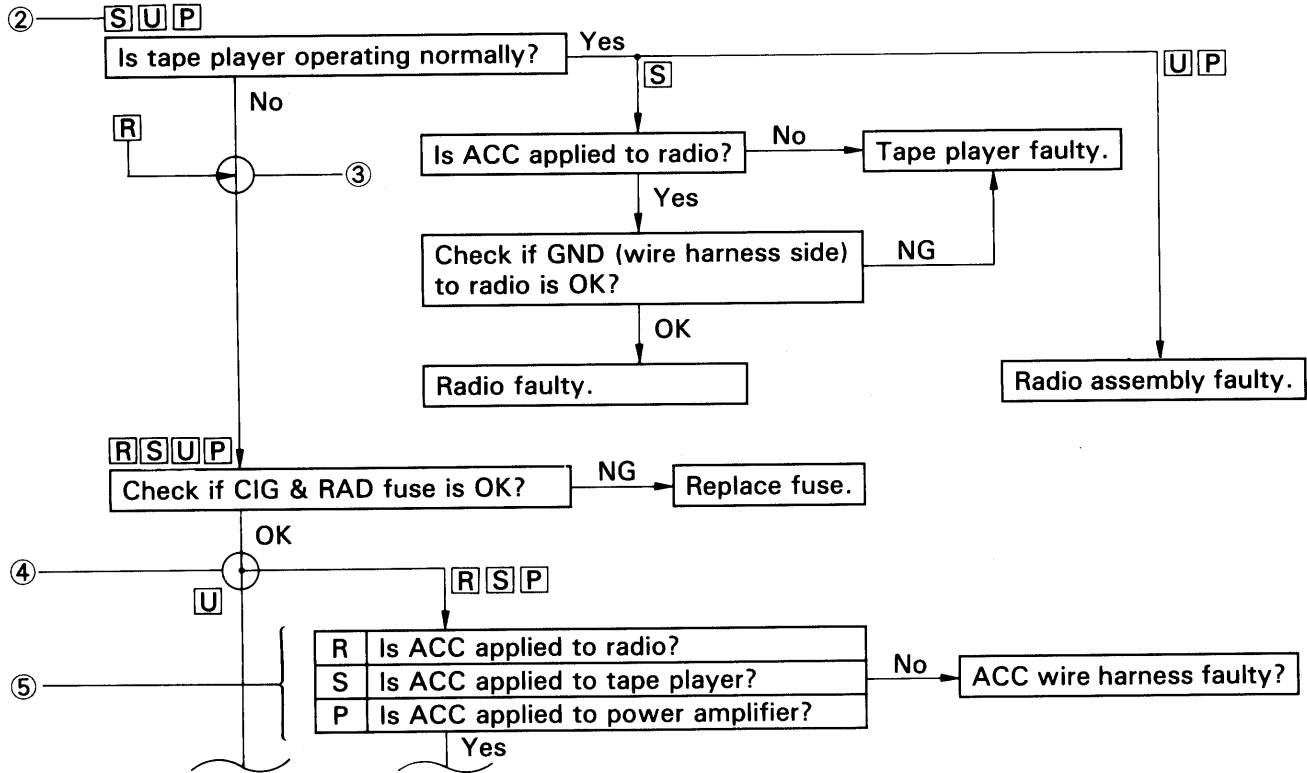 ② S U P
Is tape player operating normally?
Yes
S
U P
No
R
③
Is ACC applied to radio?
No
Tape player faulty.
Yes
Check if GND (wire harness side)
to radio is OK?
NG
OK
Radio faulty.
Radio assembly faulty.
R S U P
Check if CIG & RAD fuse is OK?
NG
Replace fuse.
OK
④
U
R S P
⑤
R Is ACC applied to radio?
S Is ACC applied to tape player?
P Is ACC applied to power amplifier?
No
ACC wire harness faulty?
Yes